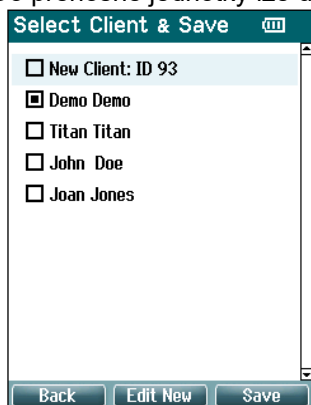 Select Client & Save
New Client: ID 93
Demo Demo
Titan Titan
John Doe
Joan Jones
Back Edit New Save